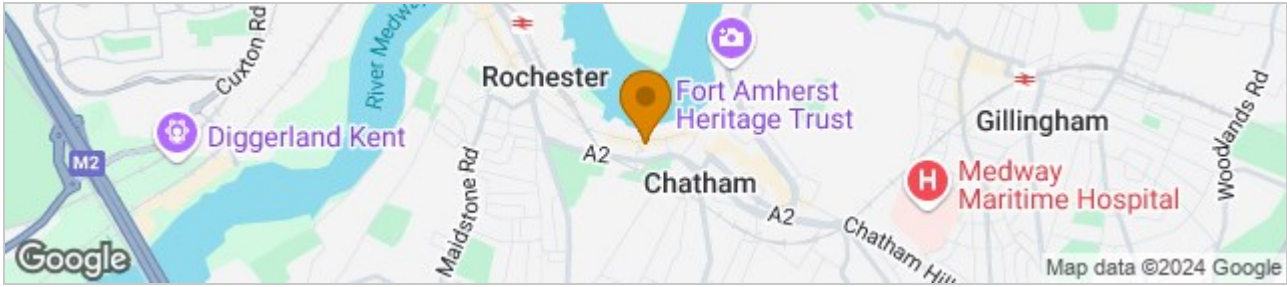 Cuxton Rd
River Medway
Rochester
Fort Amherst
Heritage Trust
Gillingham
Woodlands Rd
Diggerland Kent
M2
A2
Maidstone Rd
Chatham
H
Medway
Maritime Hospital
A2
Chatham Hill
Google
Map data ©2024 Google